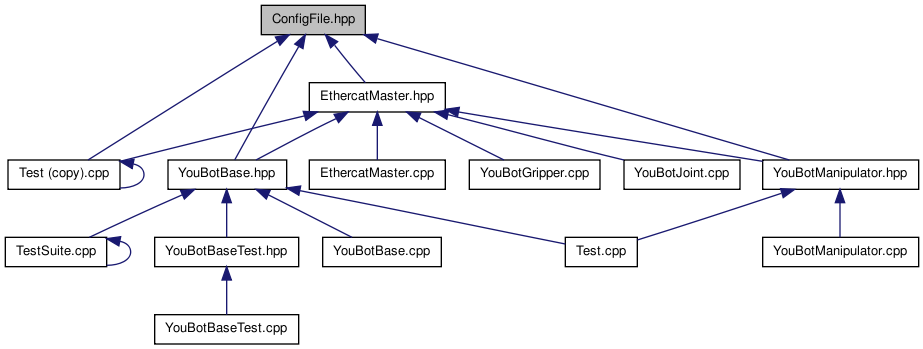 ConfigFile.hpp
EthercatMaster.hpp
Test (copy).cpp
YouBotBase.hpp
EthercatMaster.cpp
YouBotGripper.cpp
YouBotJoint.cpp
YouBotManipulator.hpp
TestSuite.cpp
YouBotBaseTest.hpp
YouBotBase.cpp
Test.cpp
YouBotManipulator.cpp
YouBotBaseTest.cpp